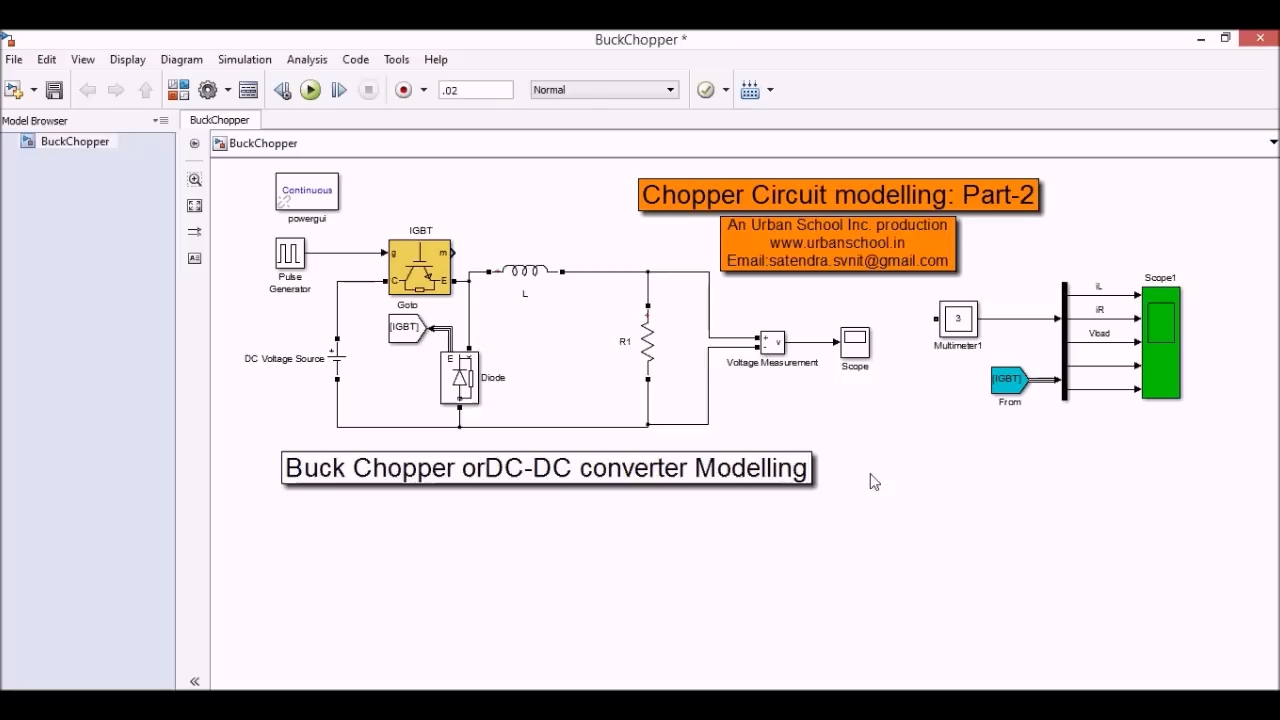 BuckChopper *
File Edit View Display Diagram Simulation Analysis Code Tools Help
.02
Normal
Model Browser
BuckChopper
BuckChopper
BuckChopper
Continuous
powergui
Chopper Circuit modelling: Part-2
An Urban School Inc. production
www.urbanschool.in
Email:satendra.svnit@gmail.com
IGBT
g
m
C
E
Pulse
Generator
Goto
[IGBT]
L
DC Voltage Source
+
E
Diode
R1
+
+
-
v
Voltage Measurement
Scope
3
Multimeter1
[IGBT]
From
iL
iR
Vload
Scope1
Buck Chopper orDC-DC converter Modelling